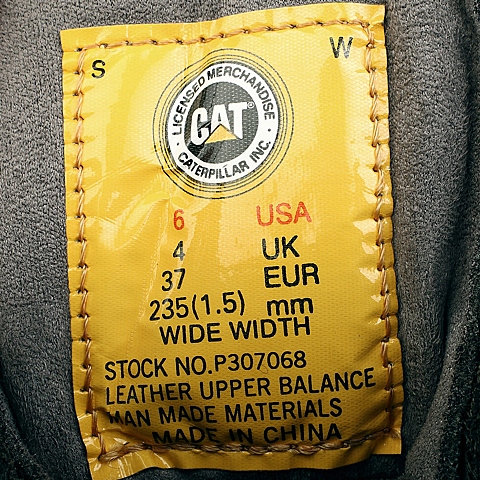 S W
LICENSED MERCHANDISE
CAT®
CATERPILLAR INC.
6 USA
4 UK
37 EUR
235(1.5) mm
WIDE WIDTH
STOCK NO.P307068
LEATHER UPPER BALANCE
MAN MADE MATERIALS
MADE IN CHINA